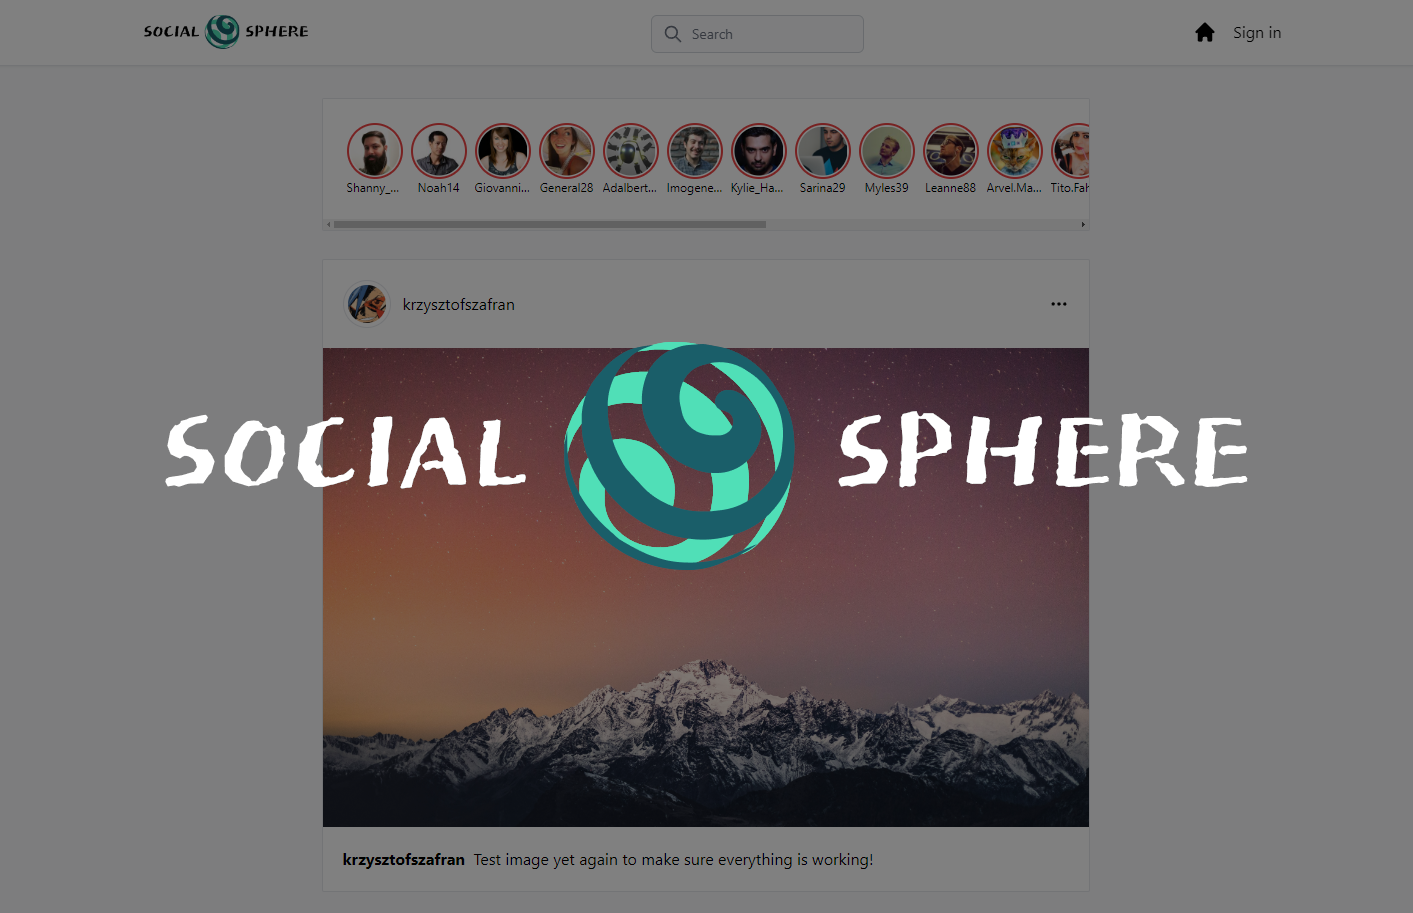 SOCIAL SPHERE
Search
Sign in
Shanny_... Noah14 Giovanni... General28 Adalbert... Imogene... Kylie_Ha... Sarina29 Myles39 Leanne88 Arvel.Ma... Tito.Fah
krzysztofszafran
SOCIAL SPHERE
krzysztofszafran Test image yet again to make sure everything is working!